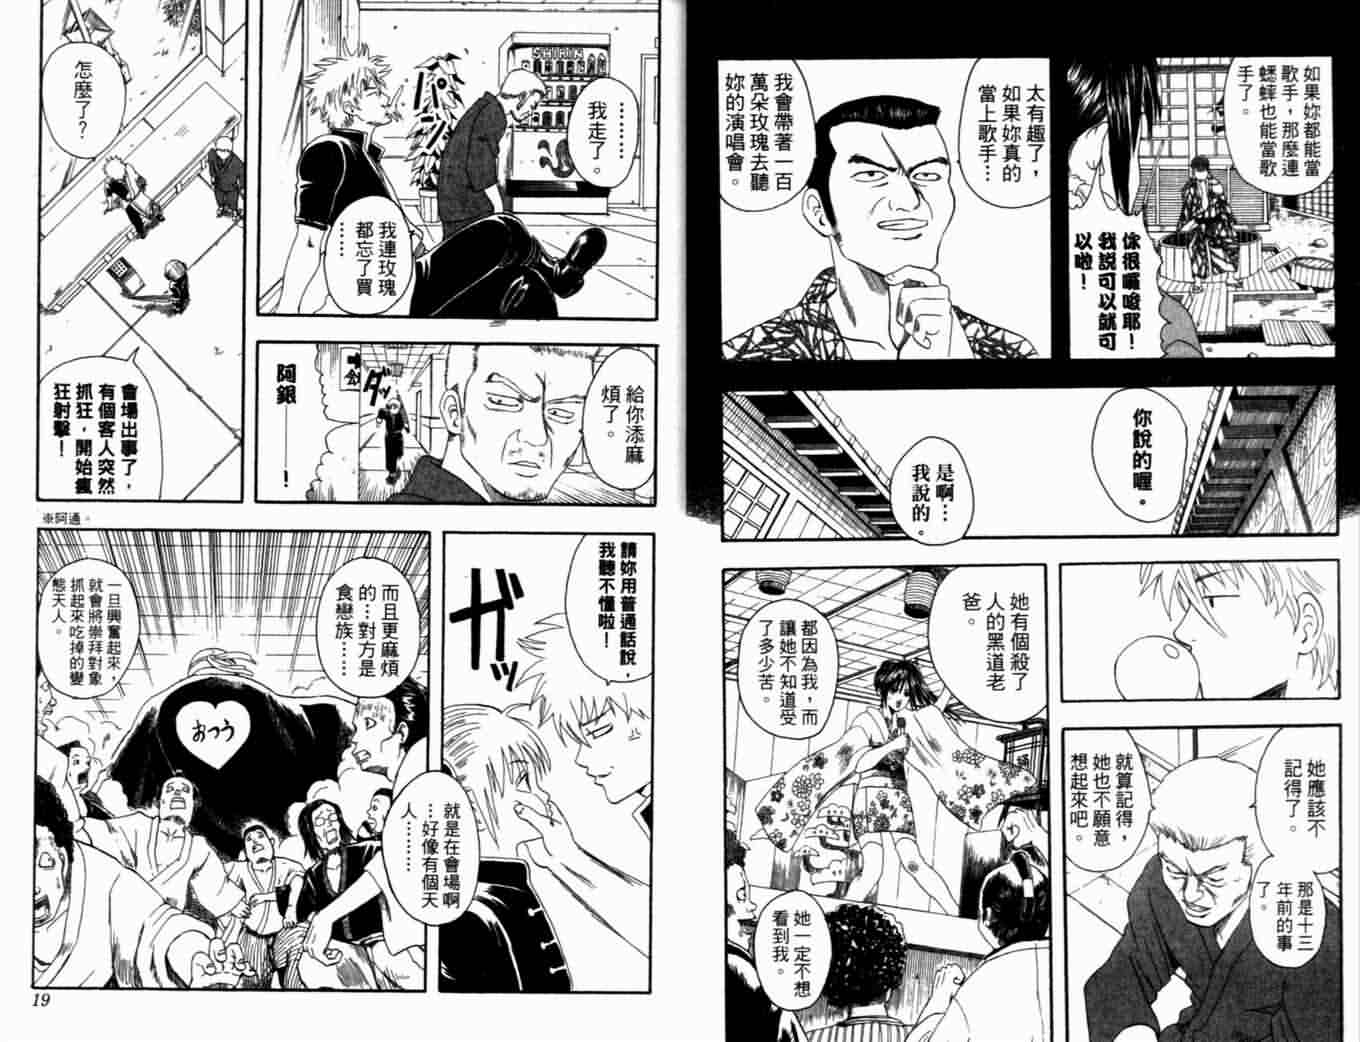 如果妳都能當
歌手，那麼連
蟋蟀也能當歌
手了。
你很囉唆耶！
我說可以就可
以啦！
太有趣了，
如果妳真的
當上歌手…
我會帶著一百
萬朵玫瑰去聽
妳的演唱會。
你說的喔。
是啊…
我說的。
她應該不
記得了。
那是十三
年前的事
了。
就算記得，
她也不願意
想起來吧。
她有個殺了
人的黑道老
爸。
都因為我，而
讓她不知道受
了多少苦。
她一定不想
看到我。
………
我走了。
我連玫瑰
都忘了買
……
怎麼了？
給你添麻
煩了。
ダッ
阿銀——！
會場出事了，
有個客人突然
抓狂，開始瘋
狂射擊！
※阿通。
請妳用普通話說，
我聽不懂啦！
ガッ
就是在會場啊
…好像有個天
人………
而且更麻煩
的…對方是
食戀族……
一旦興奮起來，
就會將崇拜對象
抓起來吃掉的變
態天人。
おつう
19